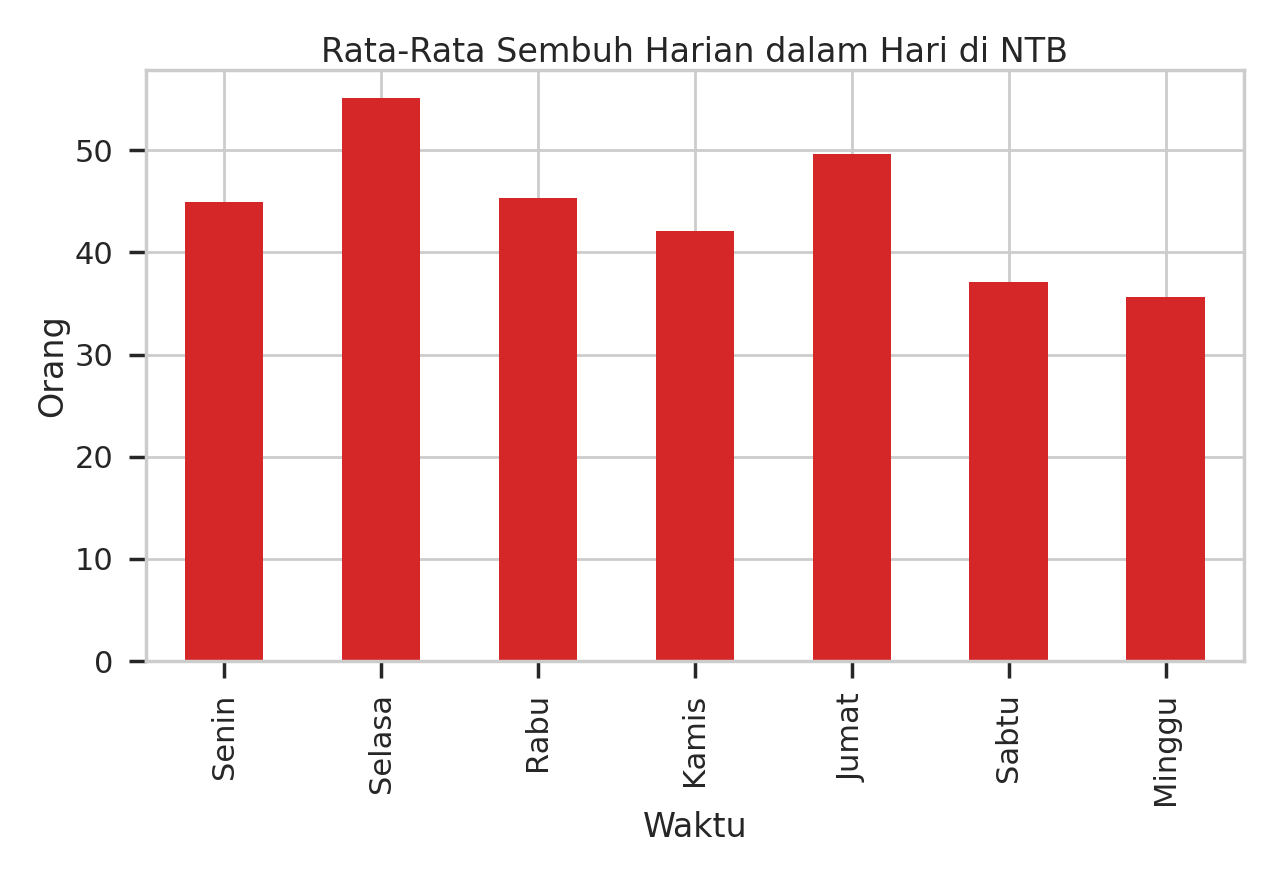 Rata-Rata Sembuh Harian dalam Hari di NTB
Orang
50
40
30
20
10
0
Senin
Selasa
Rabu
Kamis
Jumat
Sabtu
Minggu
Waktu